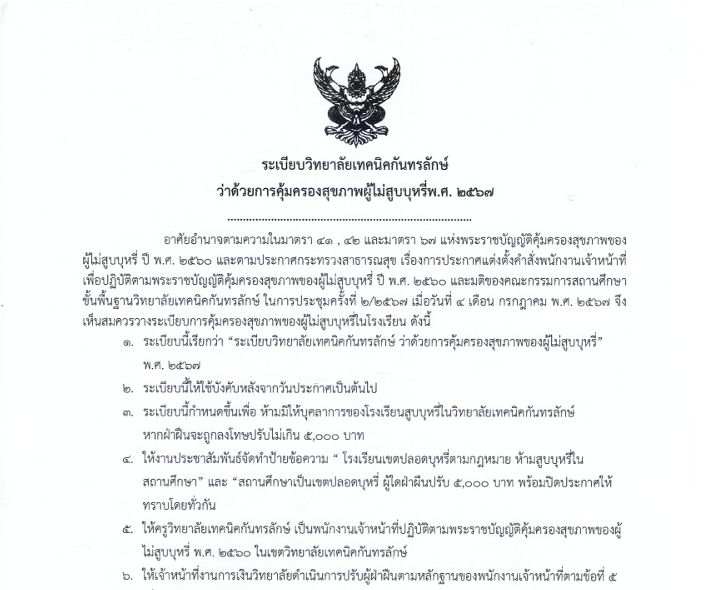 ระเบียบวิทยาลัยเทคนิคกันทรลักษ์
ว่าด้วยการคุ้มครองสุขภาพผู้ไม่สูบบุหรี่พ.ศ. ๒๕๖๗
อาศัยอำนาจตามความในมาตรา ๔๑ , ๔๒ และมาตรา ๖๗ แห่งพระราชบัญญัติคุ้มครองสุขภาพของ
ผู้ไม่สูบบุหรี่ ปี พ.ศ. ๒๕๖๐ และตามประกาศกระทรวงสาธารณสุข เรื่องการประกาศแต่งตั้งคำสั่งพนักงานเจ้าหน้าที่
เพื่อปฏิบัติตามพระราชบัญญัติคุ้มครองสุขภาพของผู้ไม่สูบบุหรี่ ปี พ.ศ. ๒๕๖๐ และมติของคณะกรรมการสถานศึกษา
ขั้นพื้นฐานวิทยาลัยเทคนิคกันทรลักษ์ ในการประชุมครั้งที่ ๒/๒๕๖๗ เมื่อวันที่ ๔ เดือน กรกฎาคม พ.ศ. ๒๕๖๗ จึง
เห็นสมควรวางระเบียบการคุ้มครองสุขภาพของผู้ไม่สูบบุหรี่ในโรงเรียน ดังนี้
๑. ระเบียบนี้เรียกว่า “ระเบียบวิทยาลัยเทคนิคกันทรลักษ์ ว่าด้วยการคุ้มครองสุขภาพของผู้ไม่สูบบุหรี่”
พ.ศ. ๒๕๖๗
๒. ระเบียบนี้ให้ใช้บังคับหลังจากวันประกาศเป็นต้นไป
๓. ระเบียบนี้กำหนดขึ้นเพื่อ ห้ามมิให้บุคลากรของโรงเรียนสูบบุหรี่ในวิทยาลัยเทคนิคกันทรลักษ์
หากฝ่าฝืนจะถูกลงโทษปรับไม่เกิน ๕,๐๐๐ บาท
๔. ให้งานประชาสัมพันธ์จัดทำป้ายข้อความ “ โรงเรียนเขตปลอดบุหรี่ตามกฎหมาย ห้ามสูบบุหรี่ใน
สถานศึกษา” และ “สถานศึกษาเป็นเขตปลอดบุหรี่ ผู้ใดฝ่าฝืนปรับ ๕,๐๐๐ บาท พร้อมปิดประกาศให้
ทราบโดยทั่วกัน
๕. ให้ครูวิทยาลัยเทคนิคกันทรลักษ์ เป็นพนักงานเจ้าหน้าที่ปฏิบัติตามพระราชบัญญัติคุ้มครองสุขภาพของผู้
ไม่สูบบุหรี่ พ.ศ. ๒๕๖๐ ในเขตวิทยาลัยเทคนิคกันทรลักษ์
๖. ให้เจ้าหน้าที่งานการเงินวิทยาลัยดำเนินการปรับผู้ฝ่าฝืนตามหลักฐานของพนักงานเจ้าหน้าที่ตามข้อที่ ๕